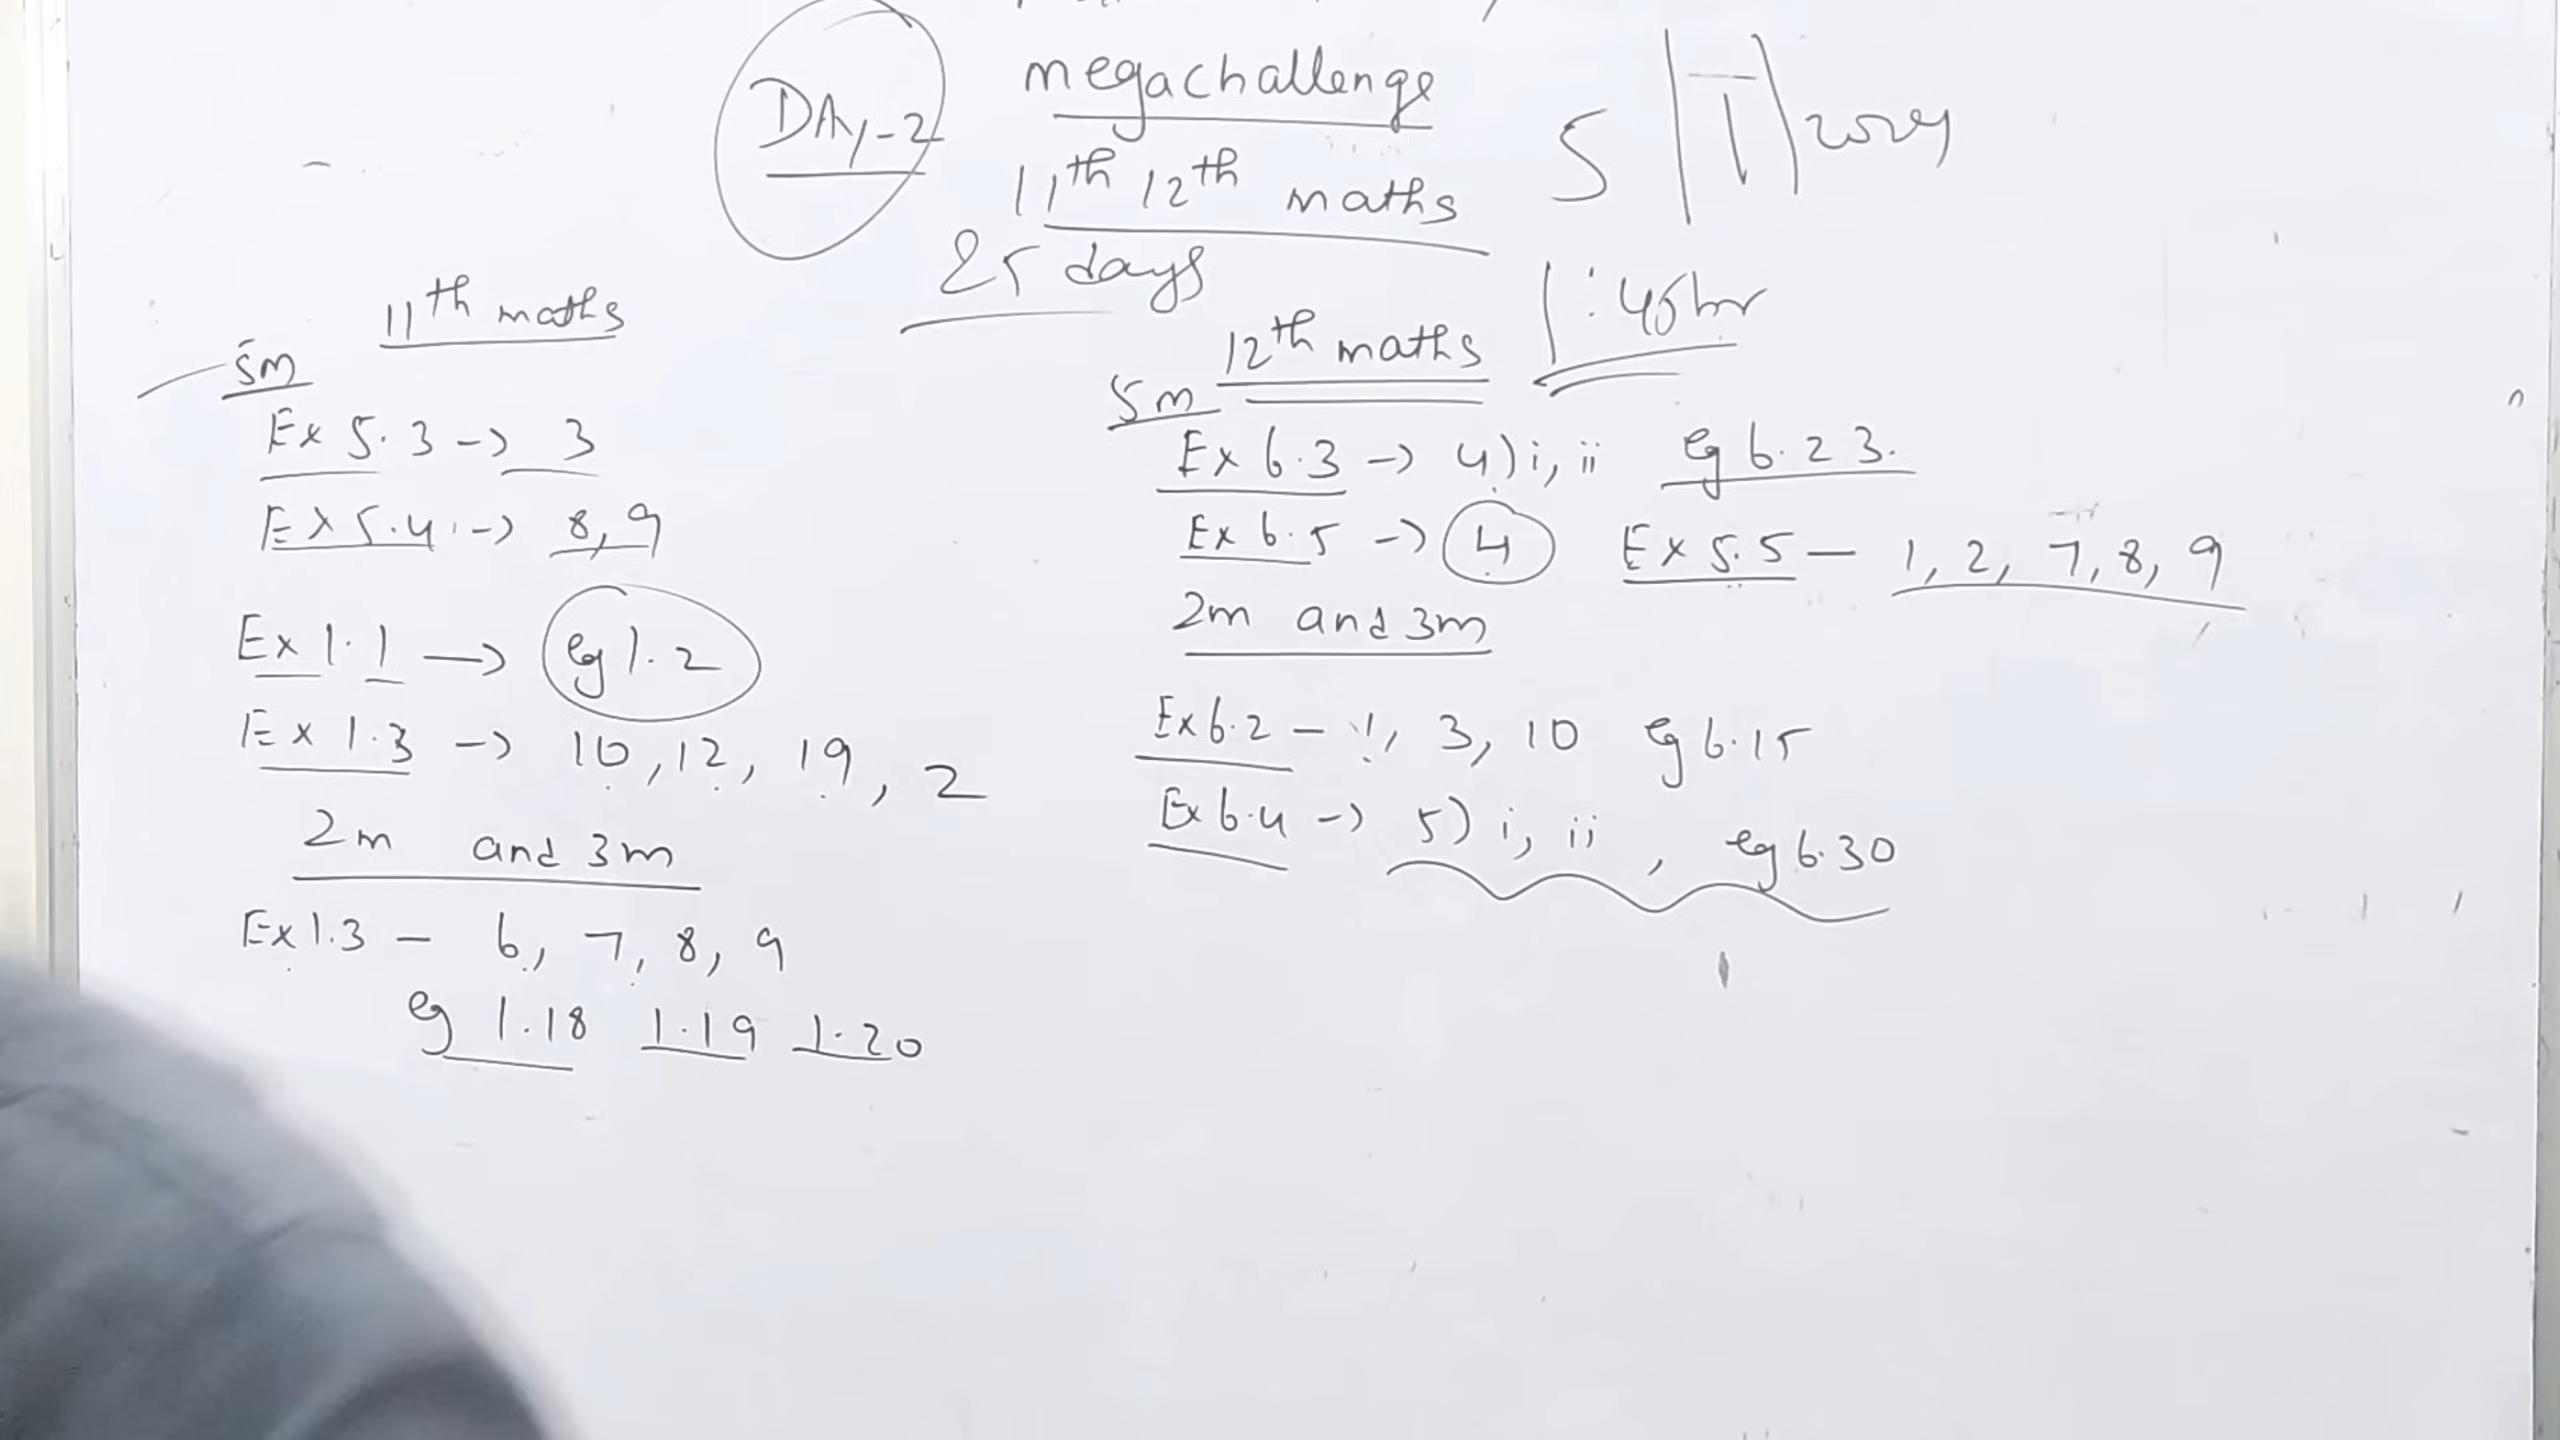 DAY-2
megachallenge
11th 12th maths
25 days
5 | 7 | 2024
1:45hr
11th maths
5m
Ex 5.3 -> 3
Ex 5.4 -> 8, 9
Ex 1.1 -> eg 1.2
Ex 1.3 -> 10, 12, 19, 2
2m and 3m
Ex 1.3 - 6, 7, 8, 9
eg 1.18 1.19 1.20
12th maths
5m
Ex 6.3 -> 4) i, ii eg 6.23.
Ex 6.5 -> 4 Ex 5.5 - 1, 2, 7, 8, 9
2m and 3m
Ex 6.2 - 1, 3, 10 eg 6.15
Ex 6.4 -> 5) i, ii , eg 6.30